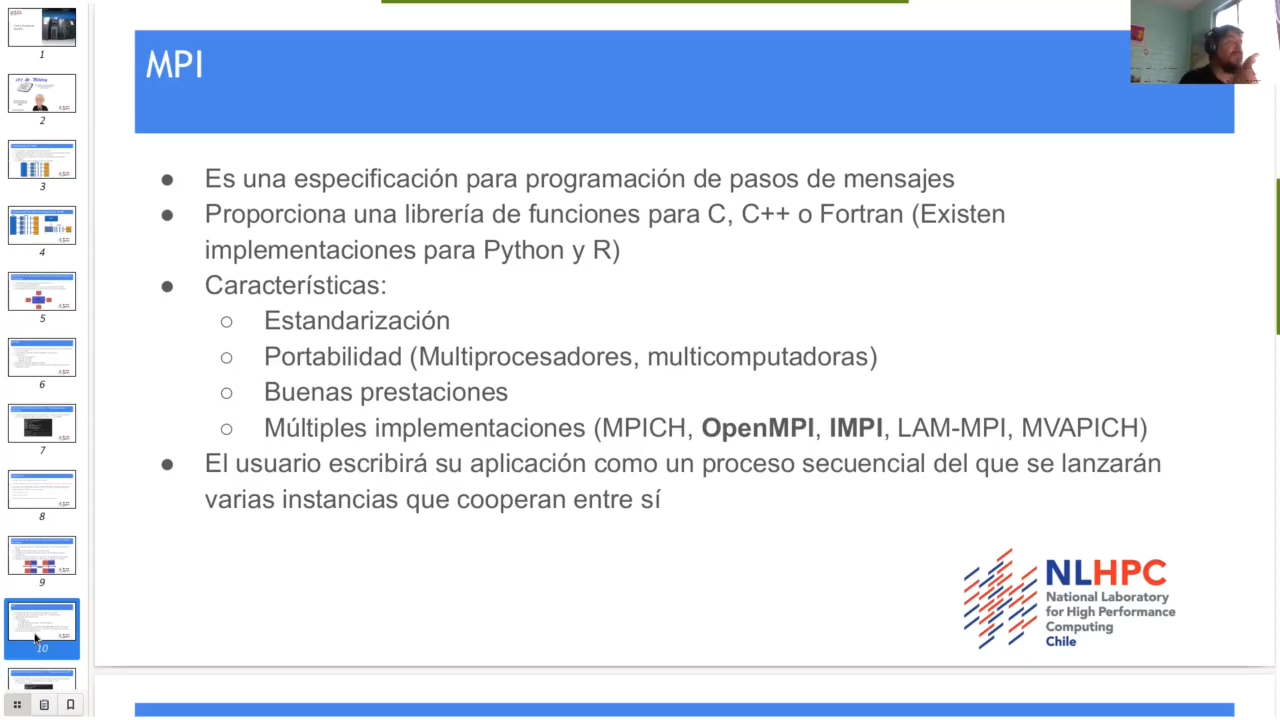 MPI
● Es una especificación para programación de pasos de mensajes
● Proporciona una librería de funciones para C, C++ o Fortran (Existen
implementaciones para Python y R)
● Características:
○ Estandarización
○ Portabilidad (Multiprocesadores, multicomputadoras)
○ Buenas prestaciones
○ Múltiples implementaciones (MPICH, OpenMPI, IMPI, LAM-MPI, MVAPICH)
● El usuario escribirá su aplicación como un proceso secuencial del que se lanzarán
varias instancias que cooperan entre sí
NLHPC
National Laboratory
for High Performance
Computing
Chile
1
2
3
4
5
6
7
8
9
10